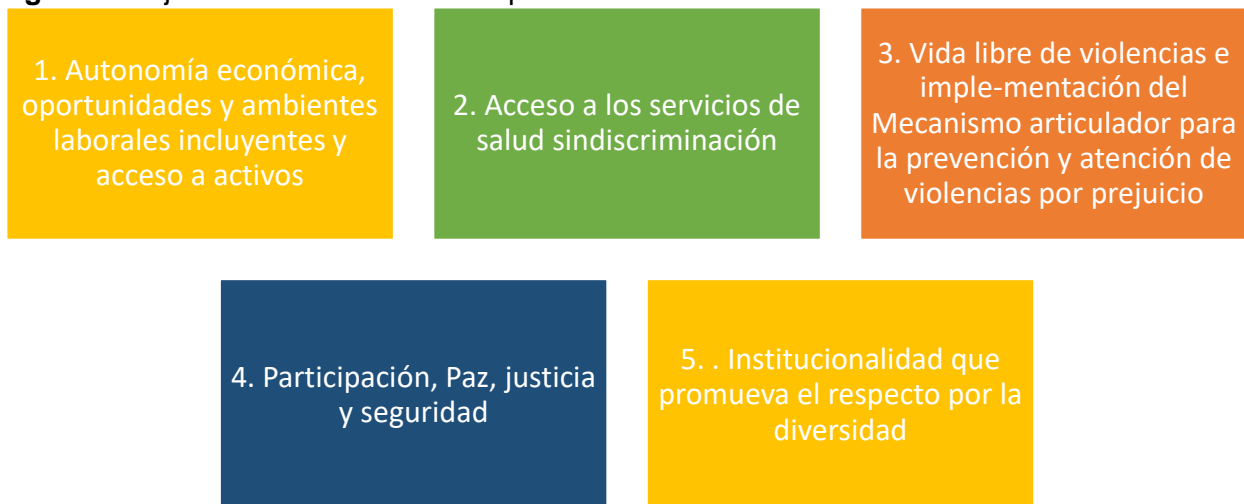 1. Autonomía económica,
oportunidades y ambientes
laborales incluyentes y
acceso a activos
2. Acceso a los servicios de
salud sindiscriminación
3. Vida libre de violencias e
imple-mentación del
Mecanismo articulador para
la prevención y atención de
violencias por prejuicio
4. Participación, Paz, justicia
y seguridad
5. . Institucionalidad que
promueva el respecto por la
diversidad